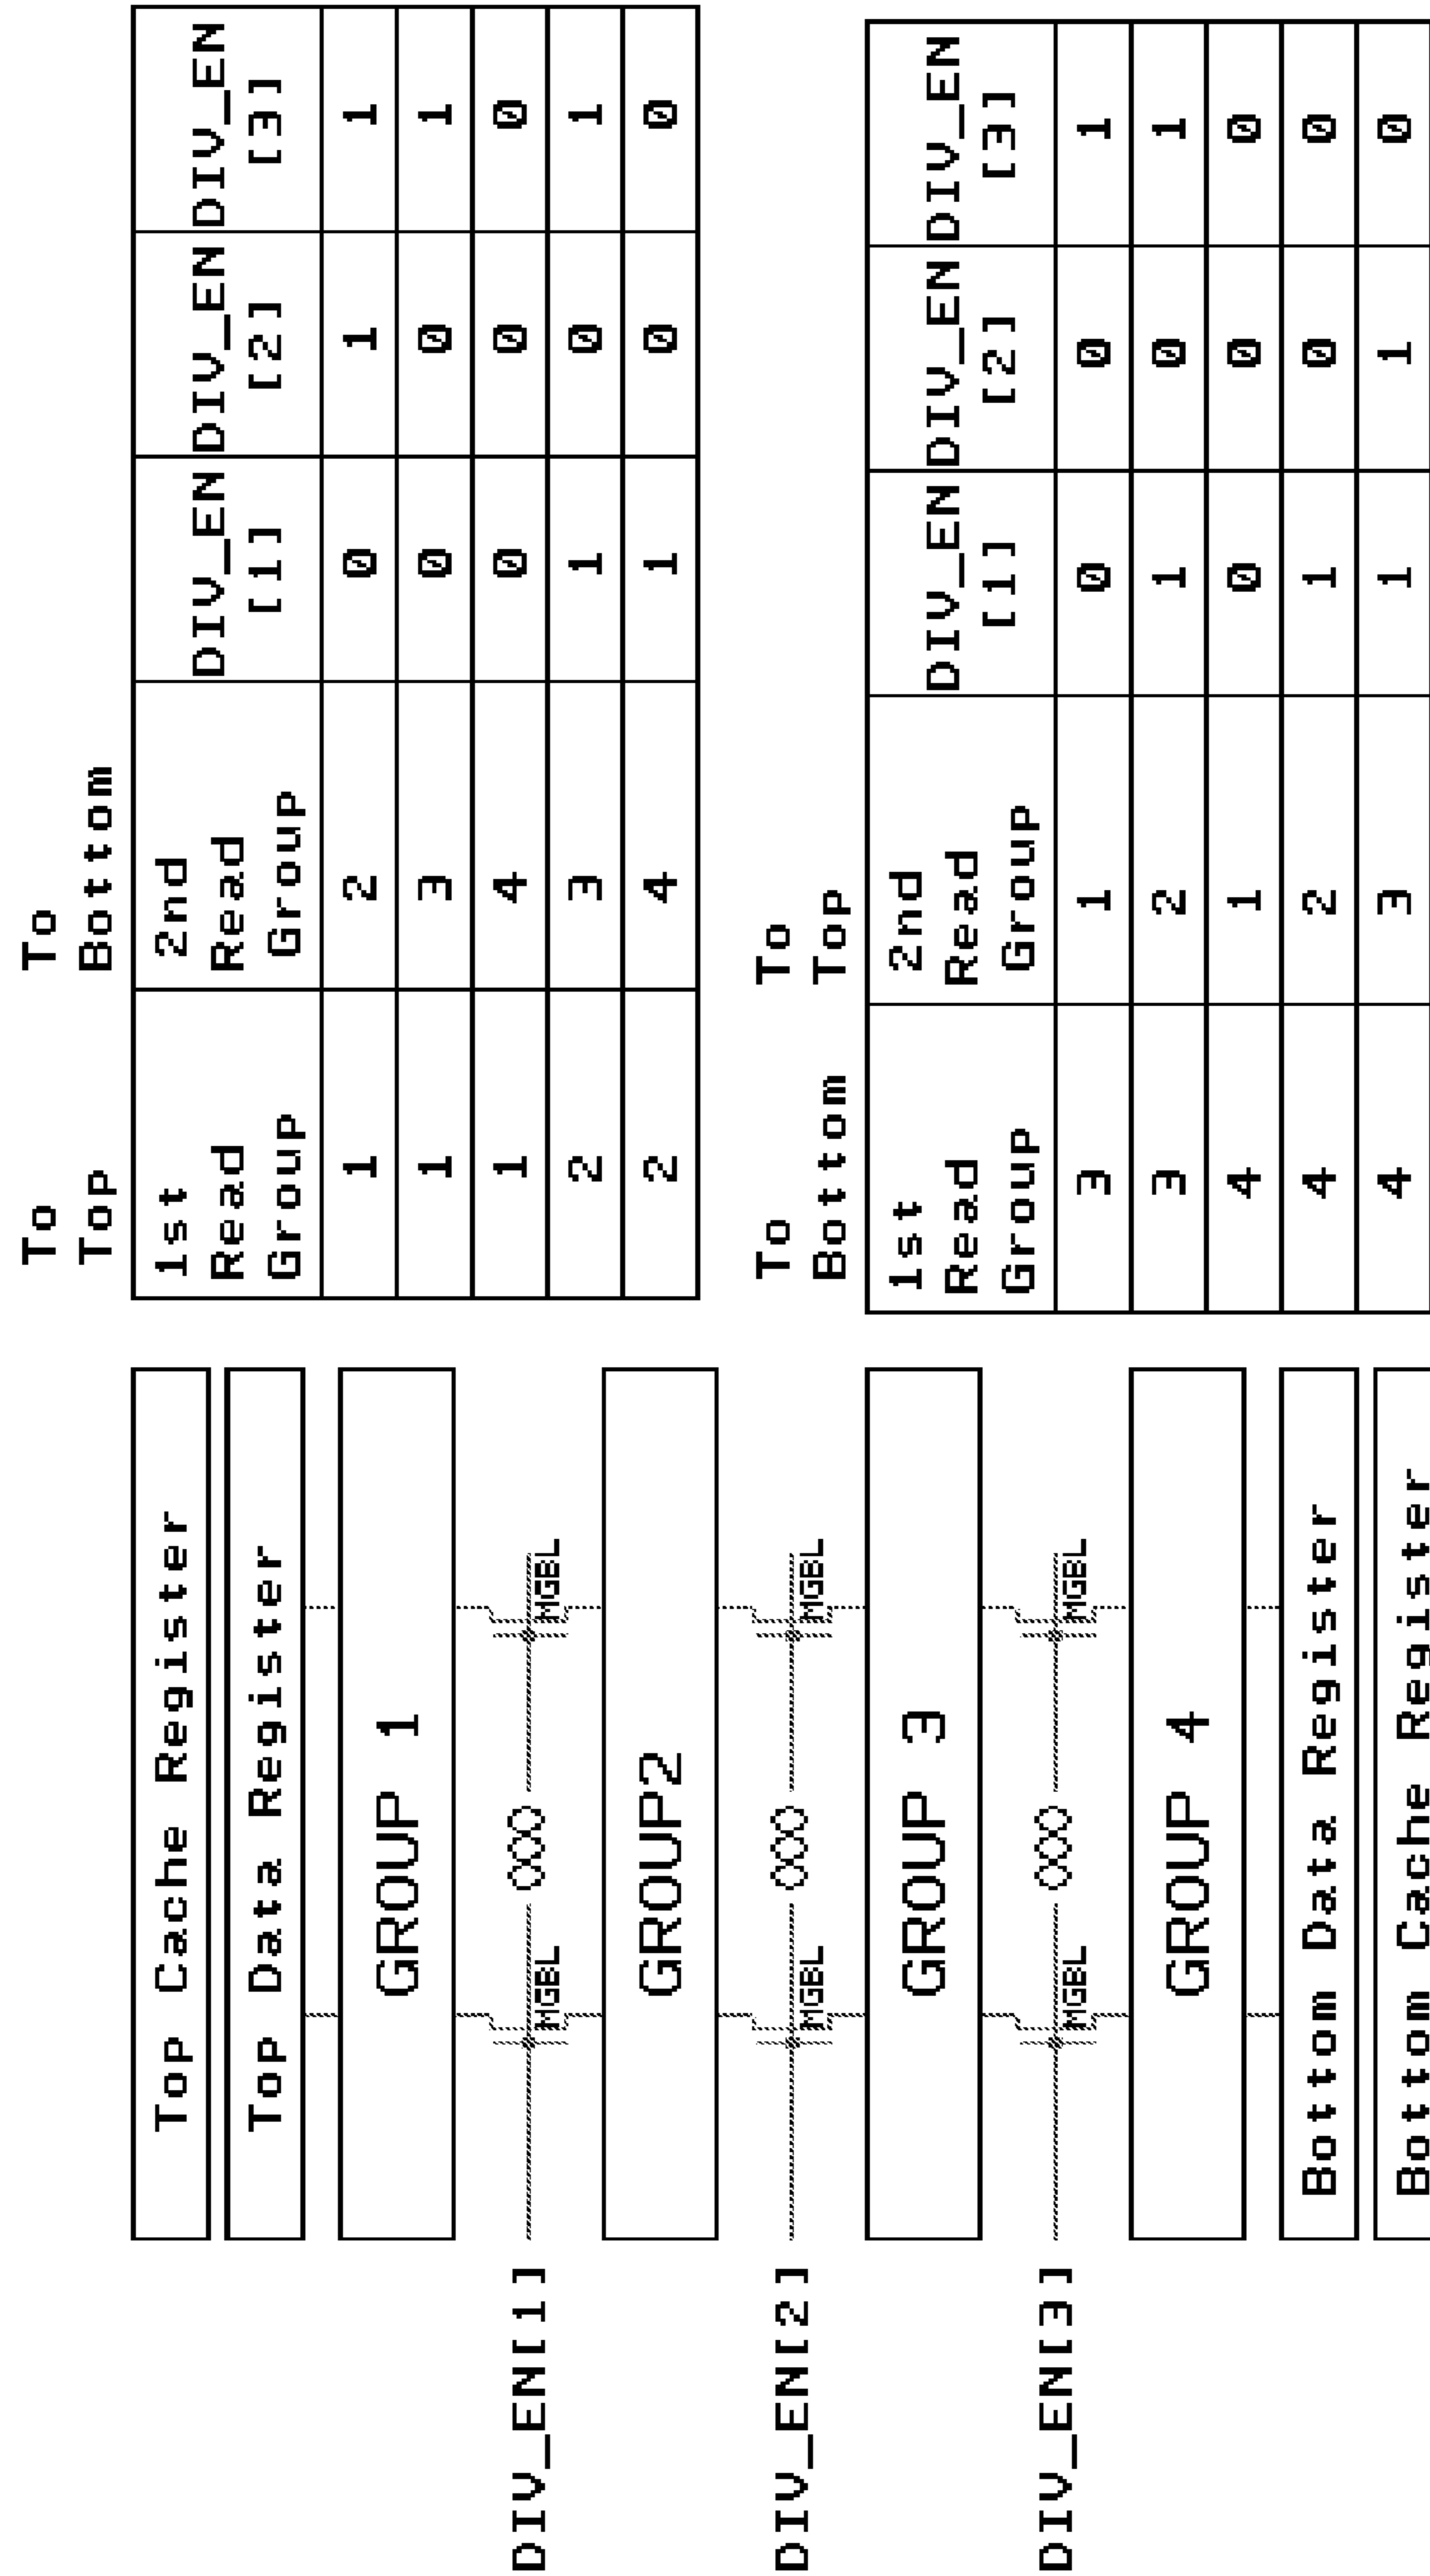 Top Cache Register
Top Data Register
GROUP 1
DIV_EN[1]
MGBL
MGBL
GROUP2
DIV_EN[2]
MGBL
MGBL
GROUP 3
DIV_EN[3]
MGBL
MGBL
GROUP 4
Bottom Data Register
Bottom Cache Register
To Top
To Bottom
1st Read Group 2nd Read Group DIV_EN [1] DIV_EN [2] DIV_EN [3]
1 2 0 1 1
1 3 0 0 1
1 4 0 0 0
2 3 1 0 1
2 4 1 0 0
To Bottom
To Top
1st Read Group 2nd Read Group DIV_EN [1] DIV_EN [2] DIV_EN [3]
3 1 0 0 1
3 2 1 0 1
4 1 0 0 0
4 2 1 0 0
4 3 1 1 0